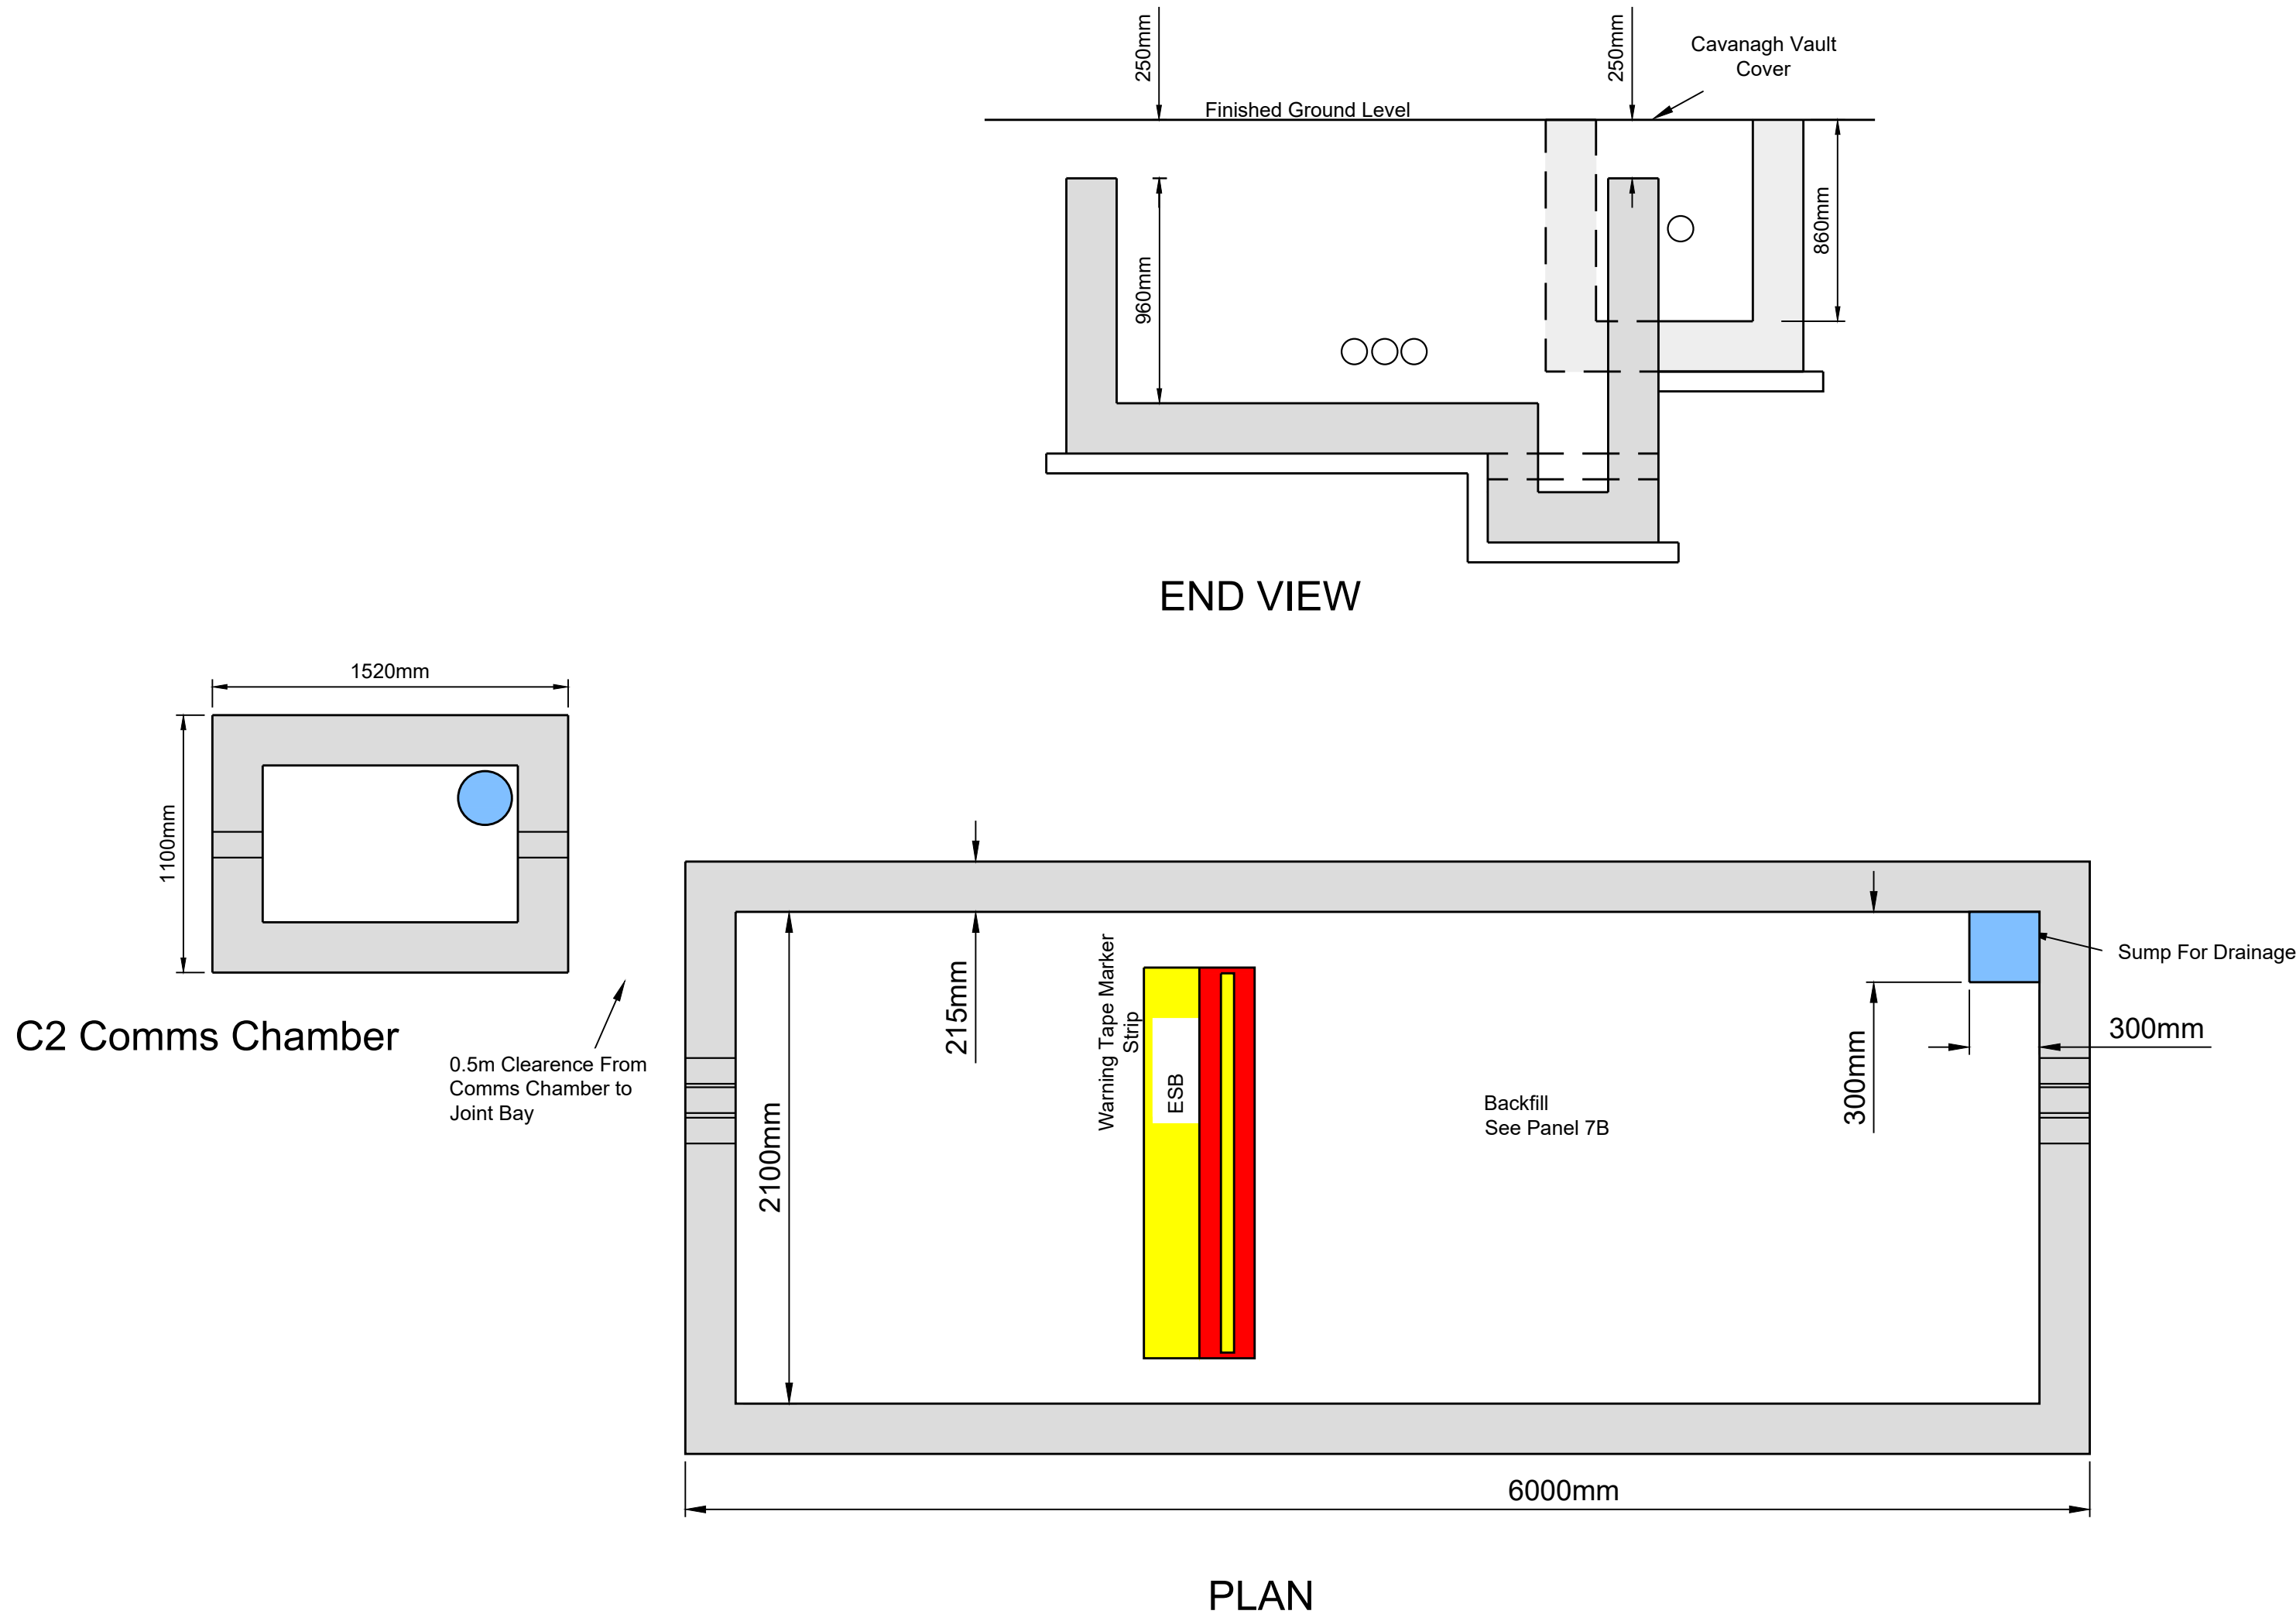 250mm
250mm
Cavanagh Vault
Cover
Finished Ground Level
960mm
860mm
END VIEW
1520mm
1100mm
C2 Comms Chamber
0.5m Clearence From
Comms Chamber to
Joint Bay
215mm
2100mm
Warning Tape Marker
Strip
ESB
Backfill
See Panel 7B
Sump For Drainage
300mm
300mm
6000mm
PLAN